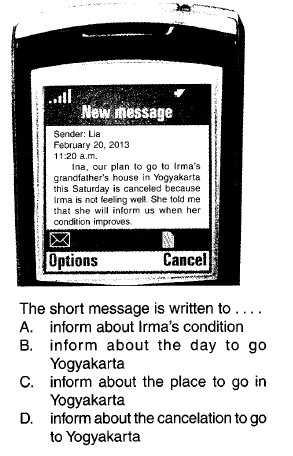 New message
Sender: Lia
February 20, 2013
11:20 a.m.
Ina, our plan to go to Irma's
grandfather's house in Yogyakarta
this Saturday is canceled because
Irma is not feeling well. She told me
that she will inform us when her
condition improves.
Options Cancel
The short message is written to . . . .
A. inform about Irma's condition
B. inform about the day to go
Yogyakarta
C. inform about the place to go in
Yogyakarta
D. inform about the cancelation to go
to Yogyakarta